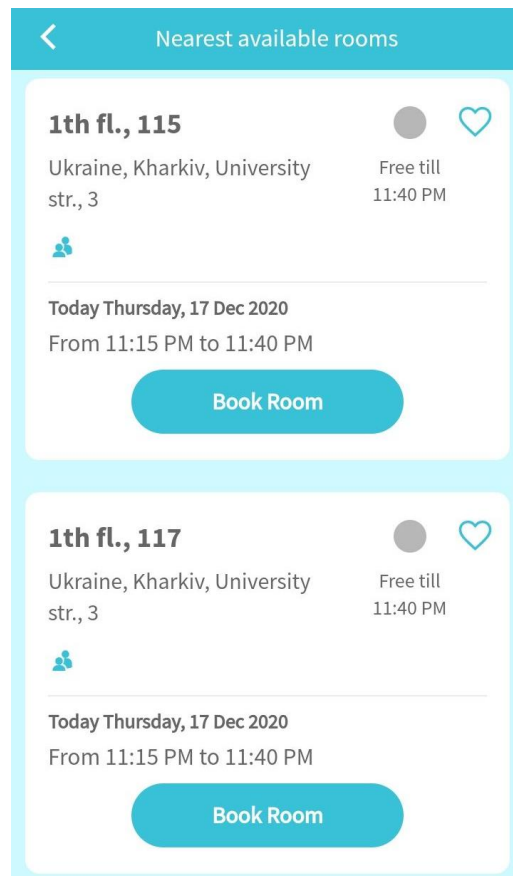 Nearest available rooms
1th fl., 115
Ukraine, Kharkiv, University
str., 3
Free till
11:40 PM
Today Thursday, 17 Dec 2020
From 11:15 PM to 11:40 PM
Book Room
1th fl., 117
Ukraine, Kharkiv, University
str., 3
Free till
11:40 PM
Today Thursday, 17 Dec 2020
From 11:15 PM to 11:40 PM
Book Room